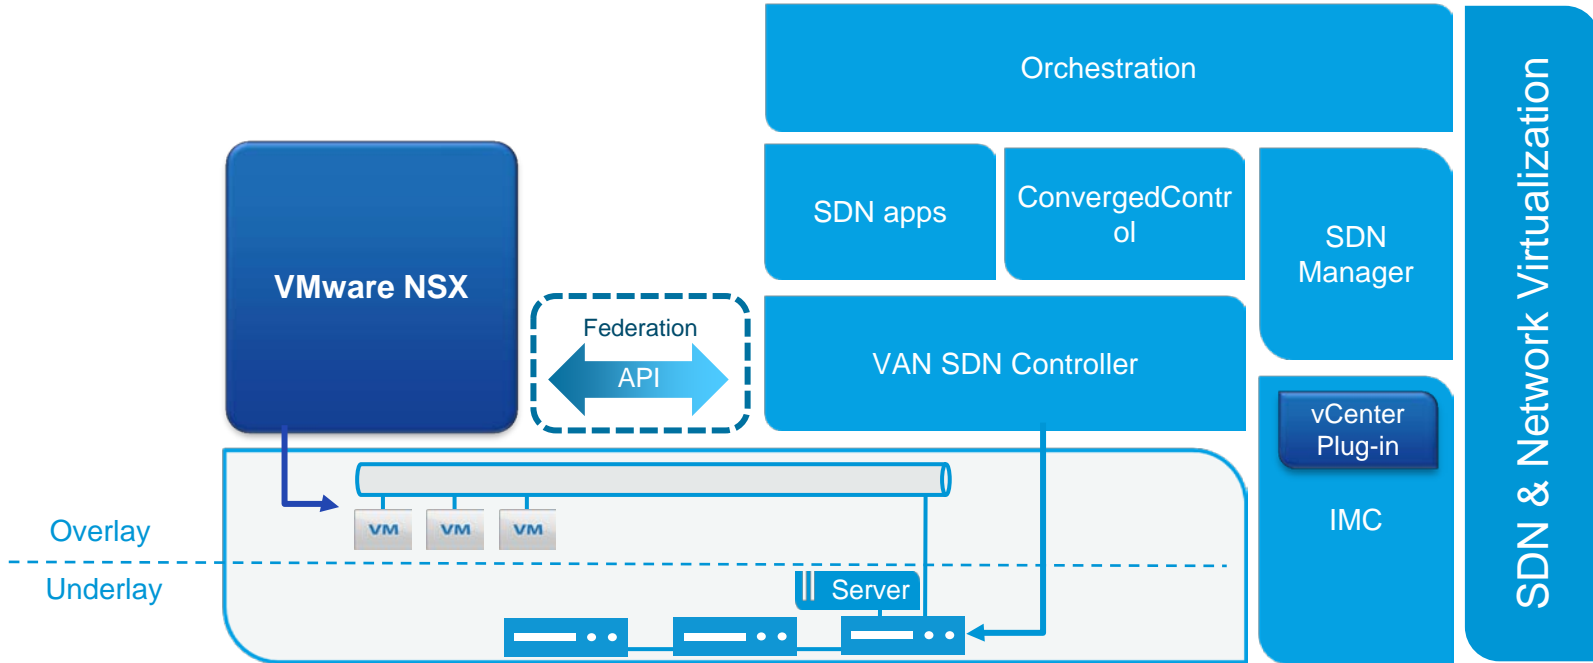 Orchestration
SDN apps
ConvergedContr
ol
SDN
Manager
VMware NSX
Federation
API
VAN SDN Controller
vCenter
Plug-in
IMC
VM
VM
VM
Overlay
Underlay
Server
SDN & Network Virtualization